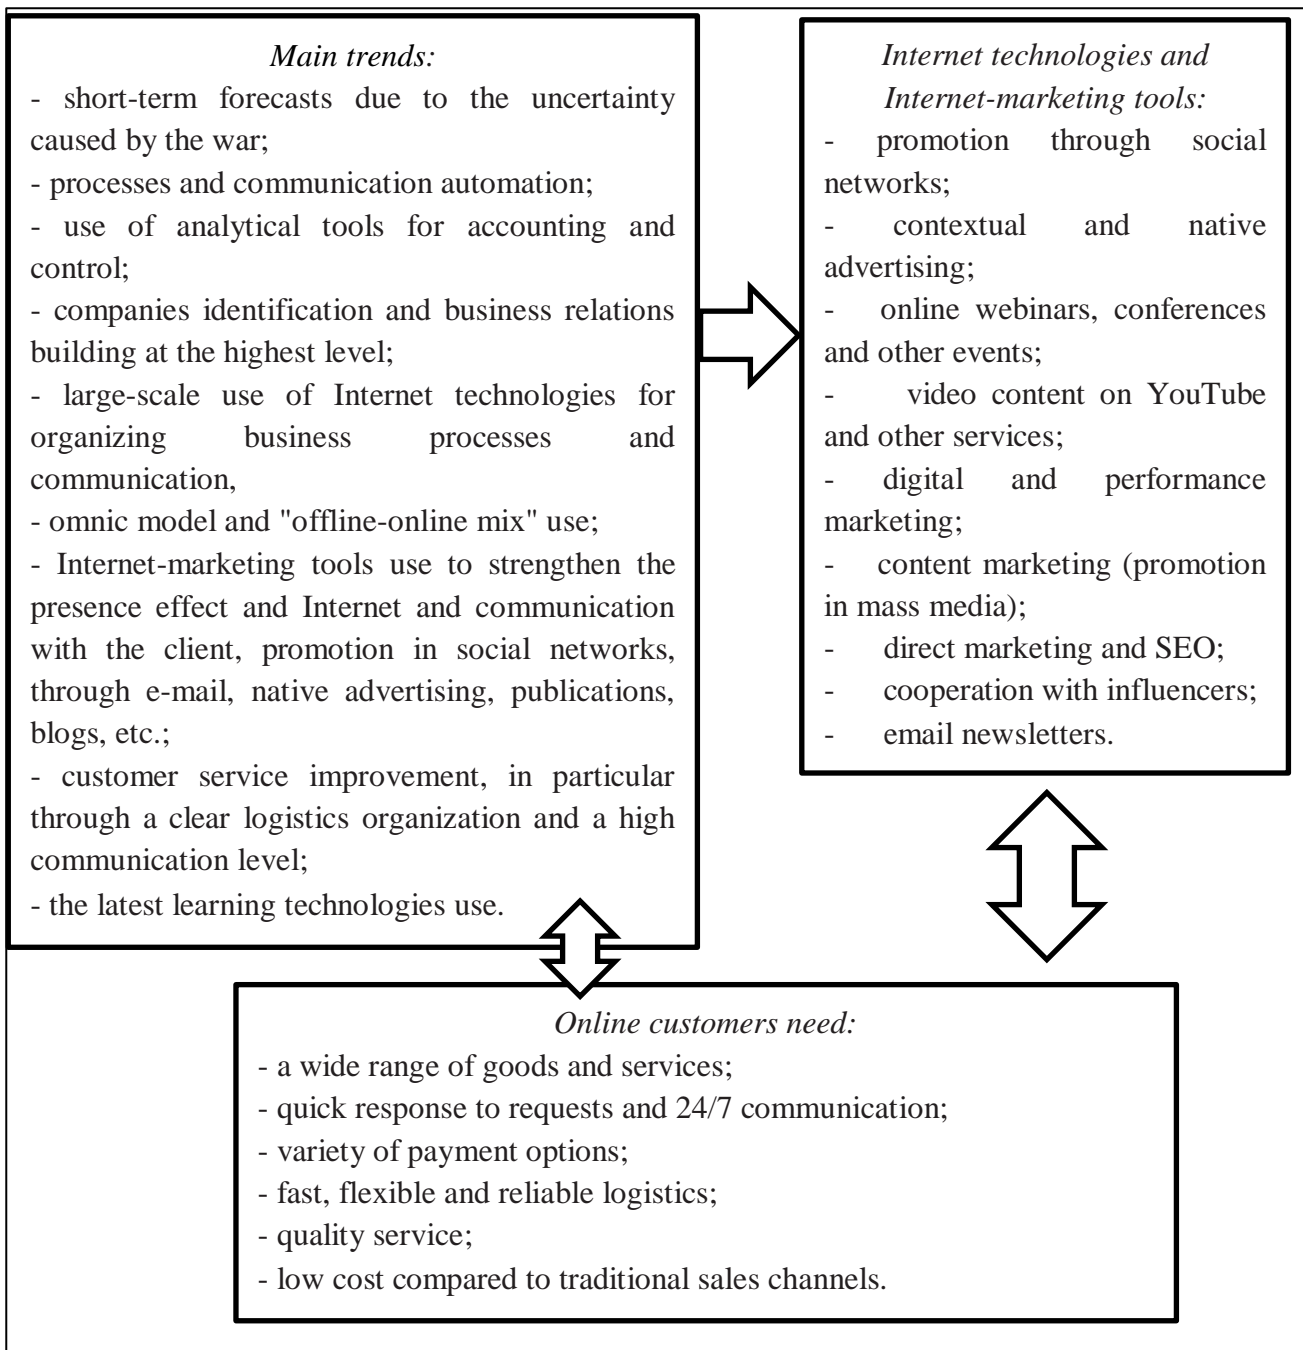 Main trends:
- short-term forecasts due to the uncertainty
caused by the war;
- processes and communication automation;
- use of analytical tools for accounting and
control;
- companies identification and business relations
building at the highest level;
- large-scale use of Internet technologies for
organizing business processes and
communication,
- omnic model and "offline-online mix" use;
- Internet-marketing tools use to strengthen the
presence effect and Internet and communication
with the client, promotion in social networks,
through e-mail, native advertising, publications,
blogs, etc.;
- customer service improvement, in particular
through a clear logistics organization and a high
communication level;
- the latest learning technologies use.
Internet technologies and
Internet-marketing tools:
- promotion through social
networks;
- contextual and native
advertising;
- online webinars, conferences
and other events;
- video content on YouTube
and other services;
- digital and performance
marketing;
- content marketing (promotion
in mass media);
- direct marketing and SEO;
- cooperation with influencers;
- email newsletters.
Online customers need:
- a wide range of goods and services;
- quick response to requests and 24/7 communication;
- variety of payment options;
- fast, flexible and reliable logistics;
- quality service;
- low cost compared to traditional sales channels.